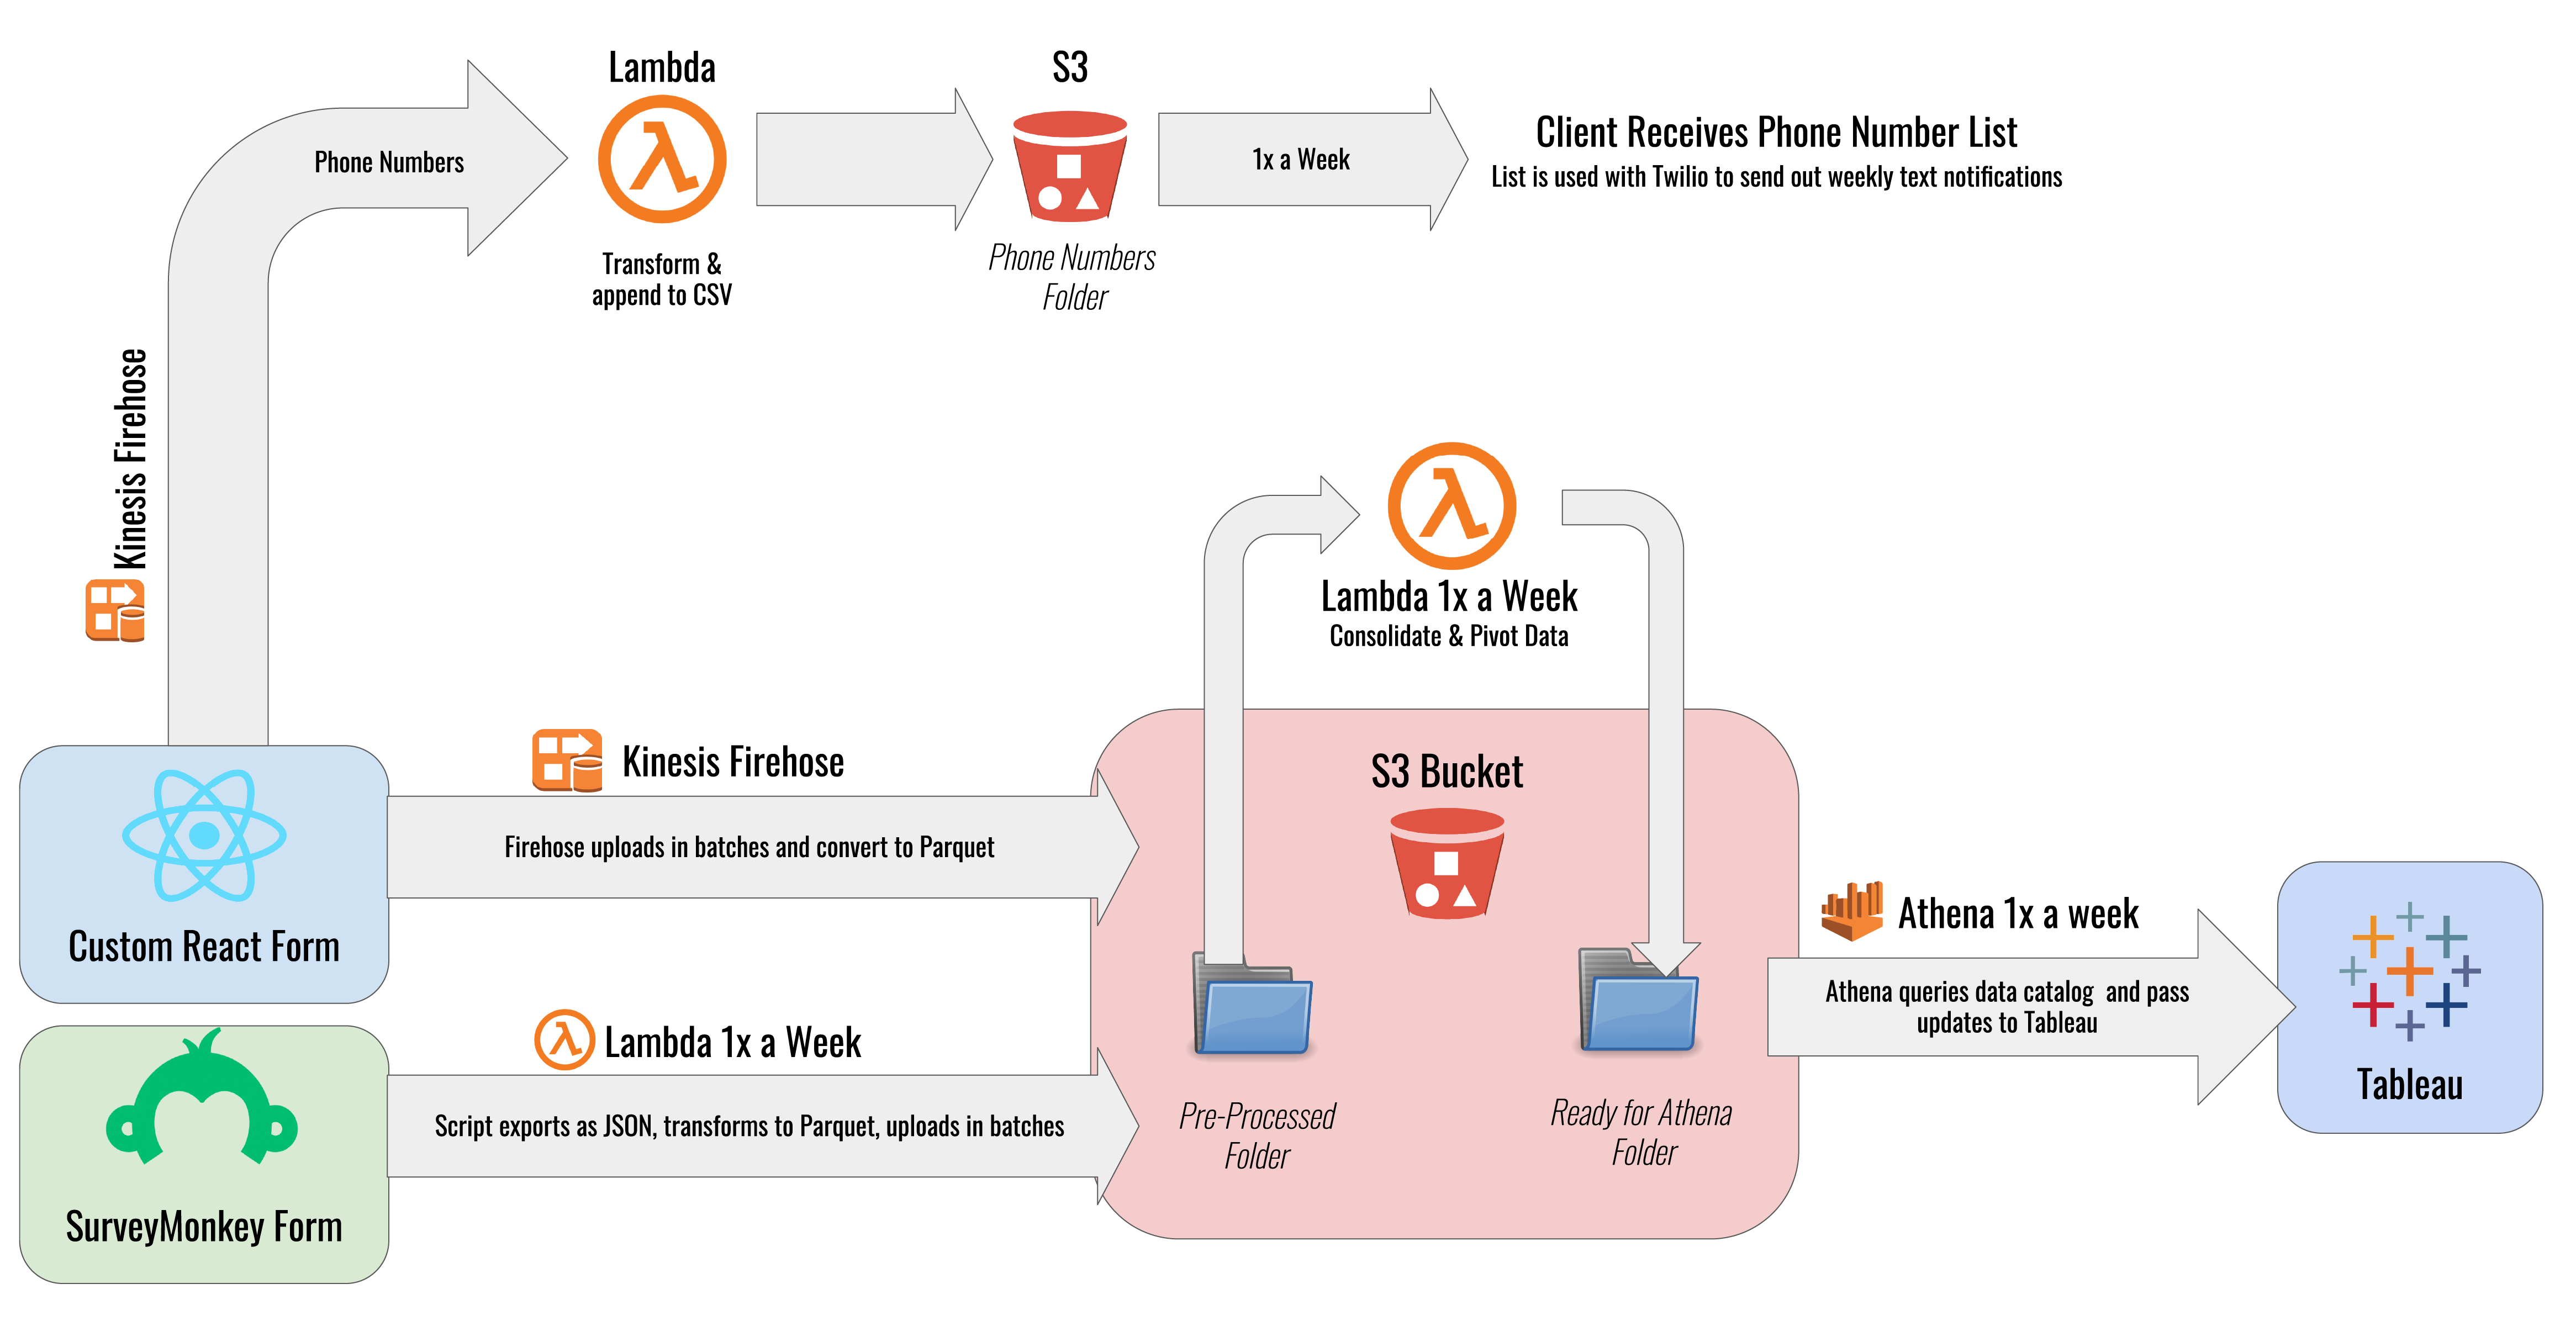 Lambda
S3
Phone Numbers
1x a Week
Client Receives Phone Number List
List is used with Twilio to send out weekly text notifications
Transform &
append to CSV
Phone Numbers
Folder
Kinesis Firehose
Lambda 1x a Week
Consolidate & Pivot Data
Kinesis Firehose
Firehose uploads in batches and convert to Parquet
Custom React Form
Lambda 1x a Week
Script exports as JSON, transforms to Parquet, uploads in batches
SurveyMonkey Form
S3 Bucket
Pre-Processed
Folder
Ready for Athena
Folder
Athena 1x a week
Athena queries data catalog  and pass
updates to Tableau
Tableau